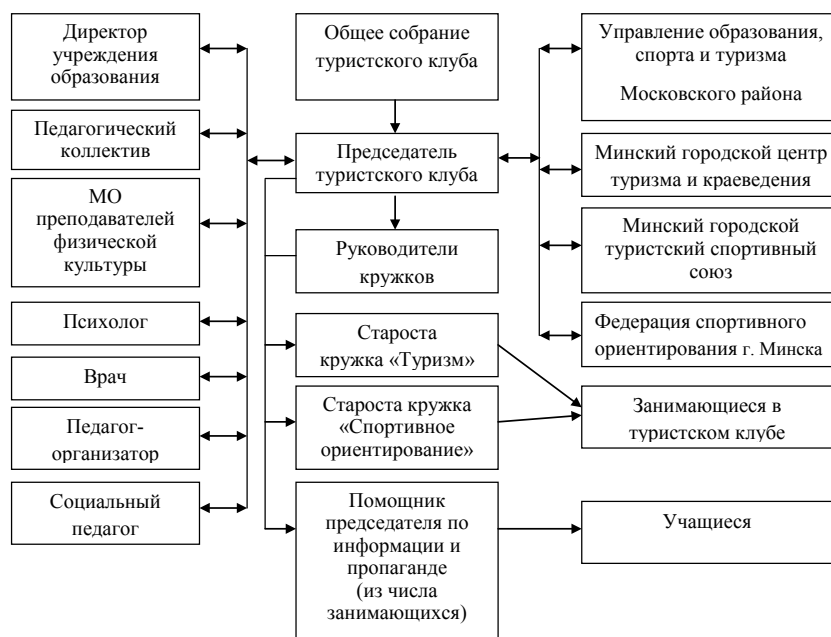 Директор
учреждения
образования
Педагогический
коллектив
МО
преподавателей
физической
культуры
Психолог
Врач
Педагог-
организатор
Социальный
педагог
Общее собрание
туристского клуба
Председатель
туристского клуба
Руководители
кружков
Староста
кружка «Туризм»
Староста кружка
«Спортивное
ориентирование»
Помощник
председателя по
информации и
пропаганде
(из числа
занимающихся)
Управление образования,
спорта и туризма
Московского района
Минский городской центр
туризма и краеведения
Минский городской
туристский спортивный
союз
Федерация спортивного
ориентирования г. Минска
Занимающиеся в
туристском клубе
Учащиеся